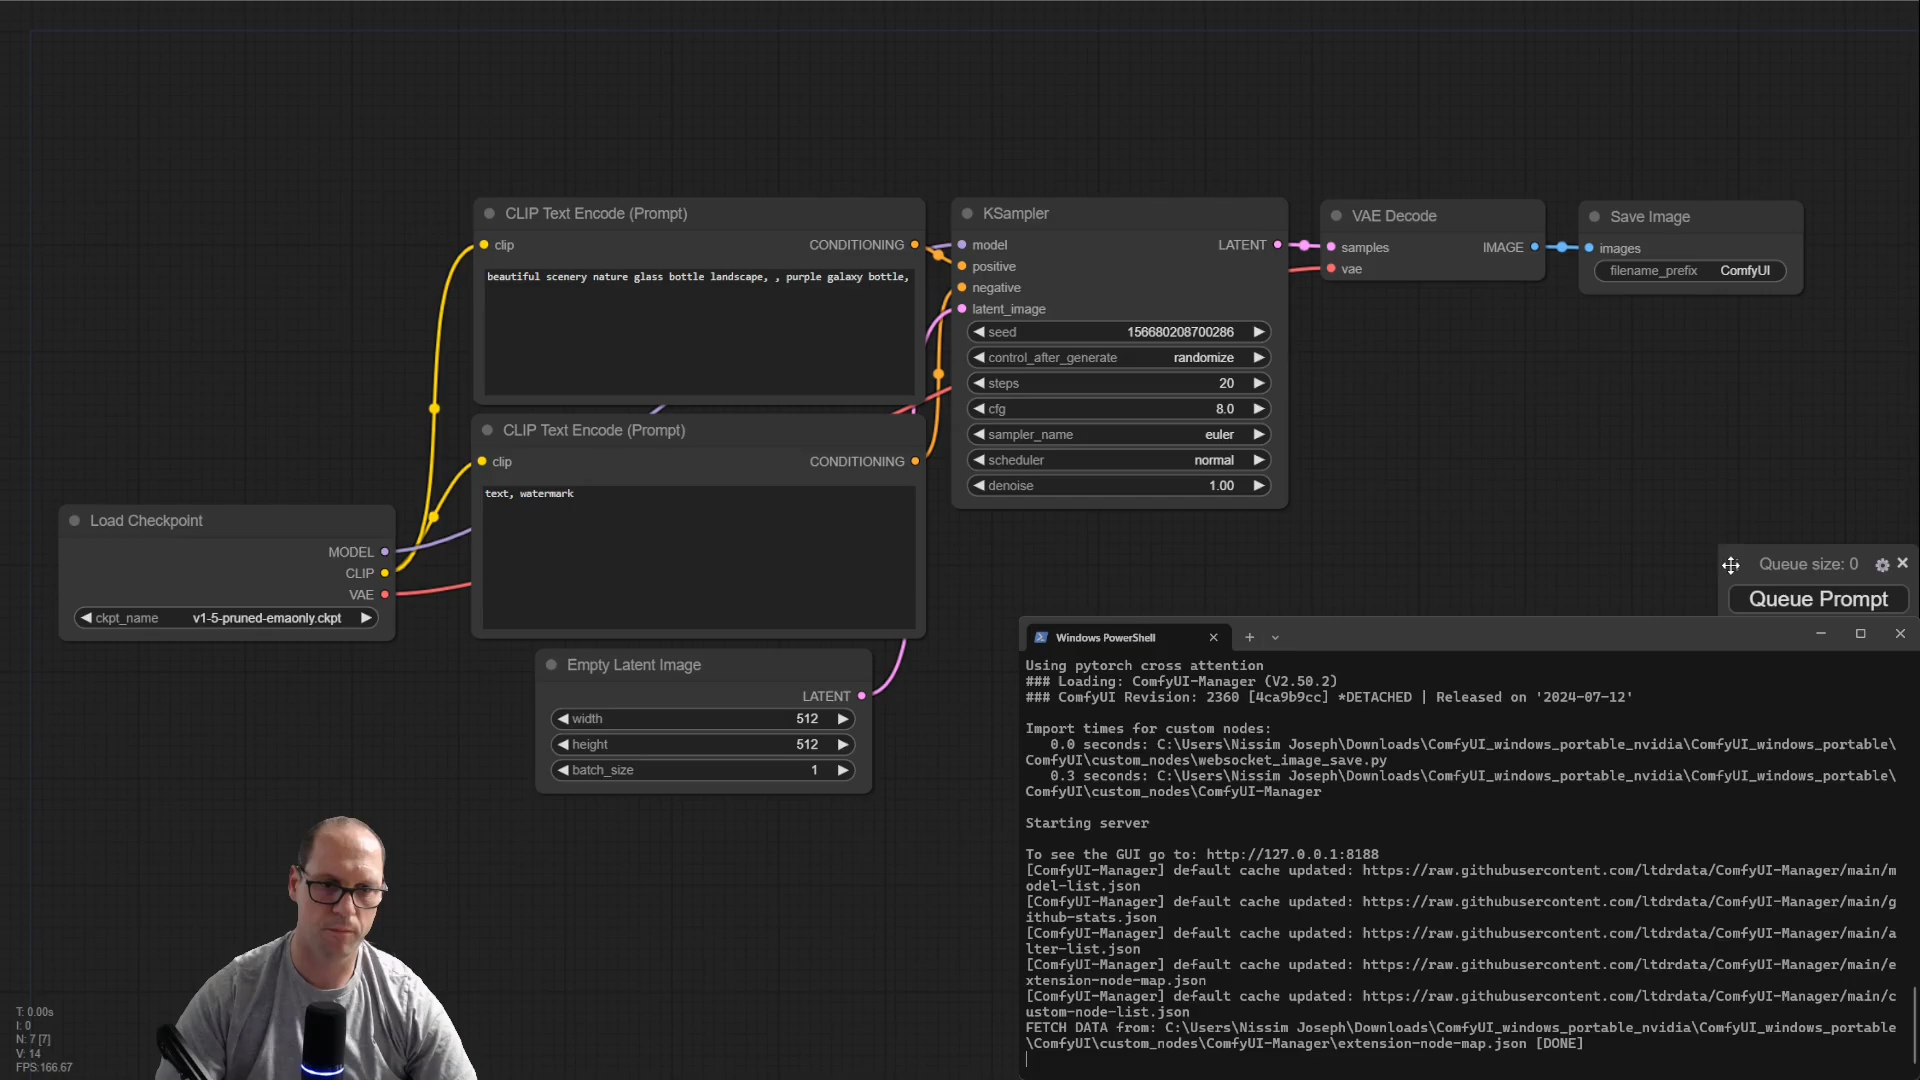 CLIP Text Encode (Prompt)
clip
CONDITIONING
beautiful scenery nature glass bottle landscape, , purple galaxy bottle,
CLIP Text Encode (Prompt)
clip
CONDITIONING
text, watermark
Load Checkpoint
MODEL
CLIP
VAE
ckpt_name v1-5-pruned-emaonly.ckpt
Empty Latent Image
LATENT
width 512
height 512
batch_size 1
KSampler
model
LATENT
positive
negative
latent_image
seed 156680208700286
control_after_generate randomize
steps 20
cfg 8.0
sampler_name euler
scheduler normal
denoise 1.00
VAE Decode
samples
IMAGE
vae
Save Image
images
filename_prefix ComfyUI
Queue size: 0
Queue Prompt
Windows PowerShell
Using pytorch cross attention
### Loading: ComfyUI-Manager (V2.50.2)
### ComfyUI Revision: 2360 [4ca9b9cc] *DETACHED | Released on '2024-07-12'
Import times for custom nodes:
0.0 seconds: C:\Users\Nissim Joseph\Downloads\ComfyUI_windows_portable_nvidia\ComfyUI_windows_portable\
ComfyUI\custom_nodes\websocket_image_save.py
0.3 seconds: C:\Users\Nissim Joseph\Downloads\ComfyUI_windows_portable_nvidia\ComfyUI_windows_portable\
ComfyUI\custom_nodes\ComfyUI-Manager
Starting server
To see the GUI go to: http://127.0.0.1:8188
[ComfyUI-Manager] default cache updated: https://raw.githubusercontent.com/ltdrdata/ComfyUI-Manager/main/m
odel-list.json
[ComfyUI-Manager] default cache updated: https://raw.githubusercontent.com/ltdrdata/ComfyUI-Manager/main/g
ithub-stats.json
[ComfyUI-Manager] default cache updated: https://raw.githubusercontent.com/ltdrdata/ComfyUI-Manager/main/a
lter-list.json
[ComfyUI-Manager] default cache updated: https://raw.githubusercontent.com/ltdrdata/ComfyUI-Manager/main/e
xtension-node-map.json
[ComfyUI-Manager] default cache updated: https://raw.githubusercontent.com/ltdrdata/ComfyUI-Manager/main/c
ustom-node-list.json
FETCH DATA from: C:\Users\Nissim Joseph\Downloads\ComfyUI_windows_portable_nvidia\ComfyUI_windows_portable
\ComfyUI\custom_nodes\ComfyUI-Manager\extension-node-map.json [DONE]
T: 0.00s
I: 0
N: 7 [7]
V: 14
FPS:166.67